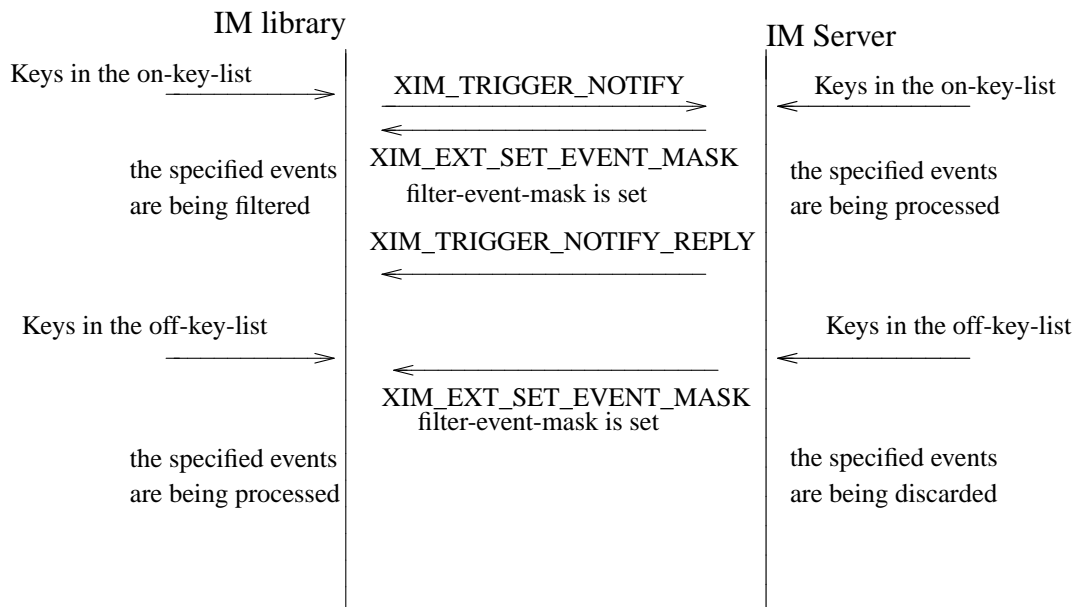 IM library
IM Server
Keys in the on-key-list
XIM_TRIGGER_NOTIFY
Keys in the on-key-list
XIM_EXT_SET_EVENT_MASK
filter-event-mask is set
the specified events
are being filtered
the specified events
are being processed
XIM_TRIGGER_NOTIFY_REPLY
Keys in the off-key-list
Keys in the off-key-list
XIM_EXT_SET_EVENT_MASK
filter-event-mask is set
the specified events
are being processed
the specified events
are being discarded